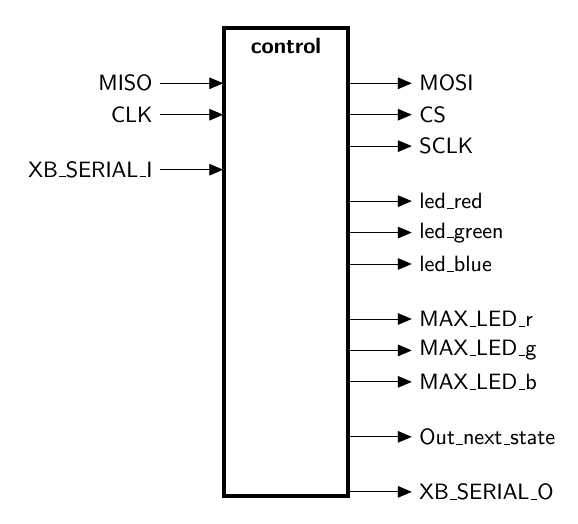 control
MISO
CLK
XB_SERIAL_I
MOSI
CS
SCLK
led_red
led_green
led_blue
MAX_LED_r
MAX_LED_g
MAX_LED_b
Out_next_state
XB_SERIAL_O